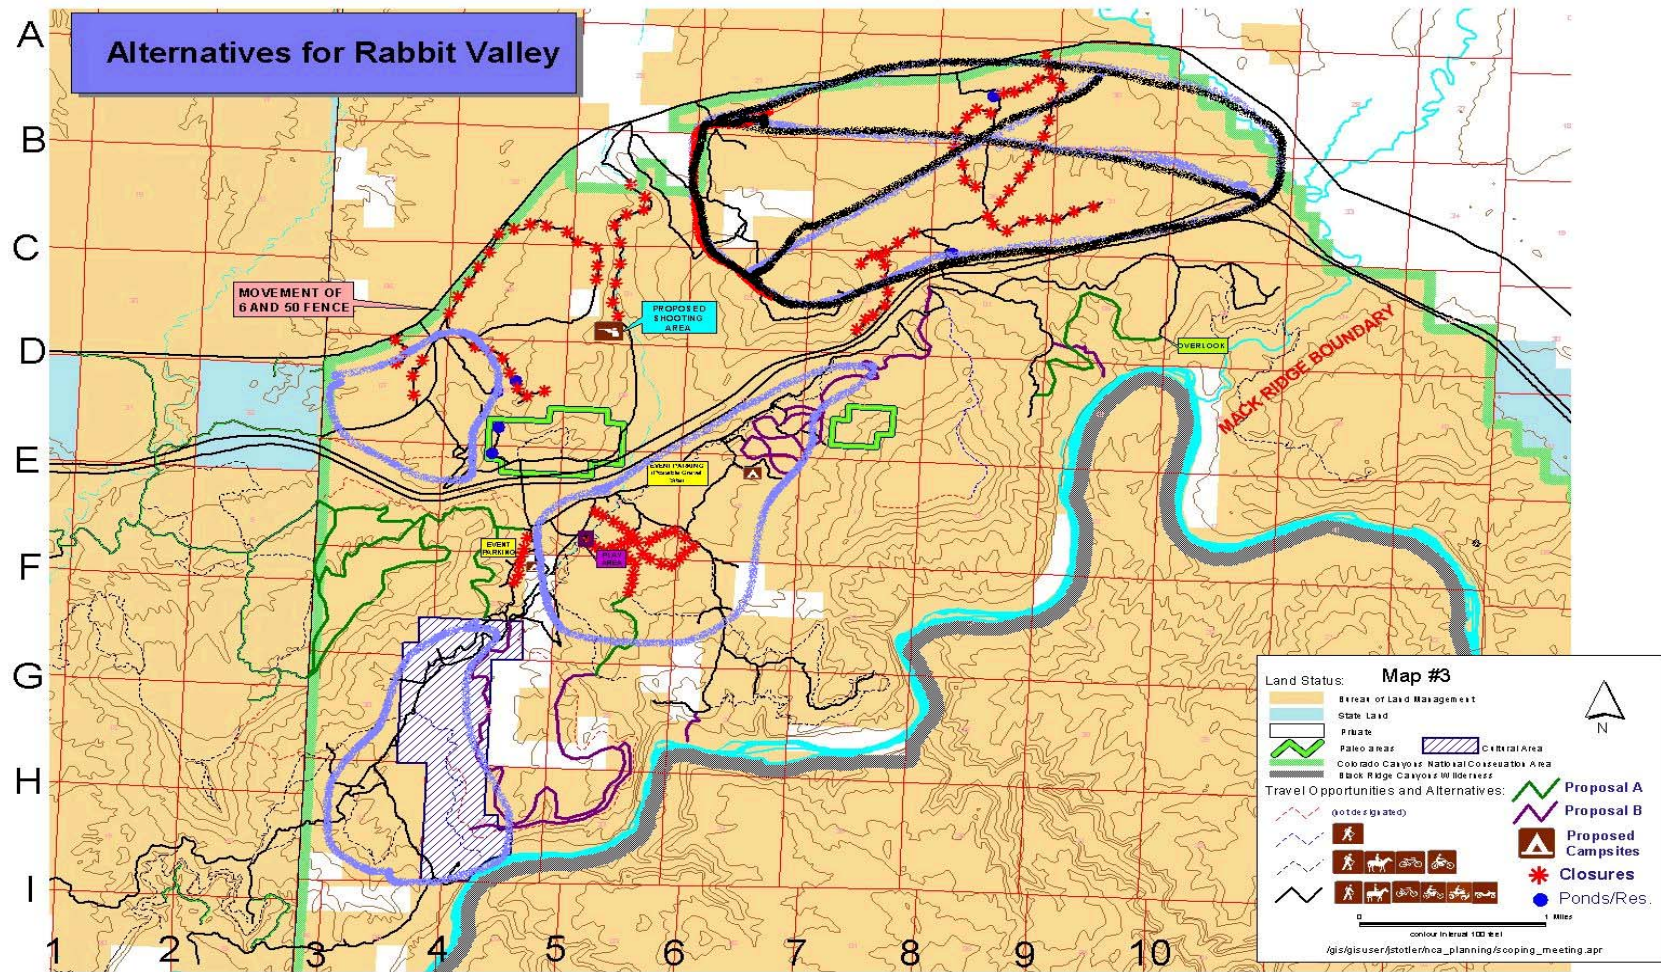 A
Alternatives for Rabbit Valley
B
C
MOVEMENT OF
6 AND 50 FENCE
PROPOSED
SHOOTING
AREA
D
OVERLOOK
MACK RIDGE BOUNDARY
E
EVENT PARKING
EVENT
PARKING
PLAY
AREA
F
G
H
I
1 2 3 4 5 6 7 8 9 10
Map #3
Land Status:
Bureau of Land Management
State Land
Private
Paleo areas
Cultural Area
Colorado Canyons National Conservation Area
Black Ridge Canyons Wilderness
Travel Opportunities and Alternatives:
(not designated)
Proposal A
Proposal B
Proposed
Campsites
Closures
Ponds/Res.
N
0 1 Miles
contour interval 100 feet
/gis/gisuser/jstotler/nca_planning/scoping_meeting.apr